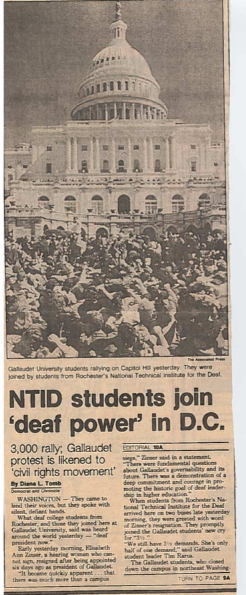 The Associated Press
Gallaudet University students rallying on Capitol Hill yesterday. They were
joined by students from Rochester's National Technical Institute for the Deaf.
NTID students join
'deaf power' in D.C.
3,000 rally; Gallaudet
protest is likened to
'civil rights movement'
By Diane L. Tomb
Democrat and Chronicle
WASHINGTON — They came to
lend their voices, but they spoke with
silent, defiant hands.
What deaf college students from
Rochester, and those they joined here at
Gallaudet University, said was heard
around the world yesterday — "deaf
president now."
Early yesterday morning, Elisabeth
Ann Zinser, a hearing woman who can-
not sign, resigned after being appointed
six days ago as president of Gallaudet.
"(I) became quickly aware . . . that
there was much more than a campus
EDITORIAL 10A
siege," Zinser said in a statement.
"There were fundamental questions
about Gallaudet's governability and its
future. There was a demonstration of a
deep commitment and courage in pro-
moting the historic goal of deaf leader-
ship in higher education."
When students from Rochester's Na-
tional Technical Institute for the Deaf
arrived here on two buses late yesterday
morning, they were greeted with word
of Zinser's resignation. They promptly
joined the Gallaudet students' new cry
for "3½."
"We still have 3½ demands. She's only
half of one demand," said Gallaudet
student leader Tim Rarus.
The Gallaudet students, who closed
down the campus in northeast Washing-
TURN TO PAGE 9A